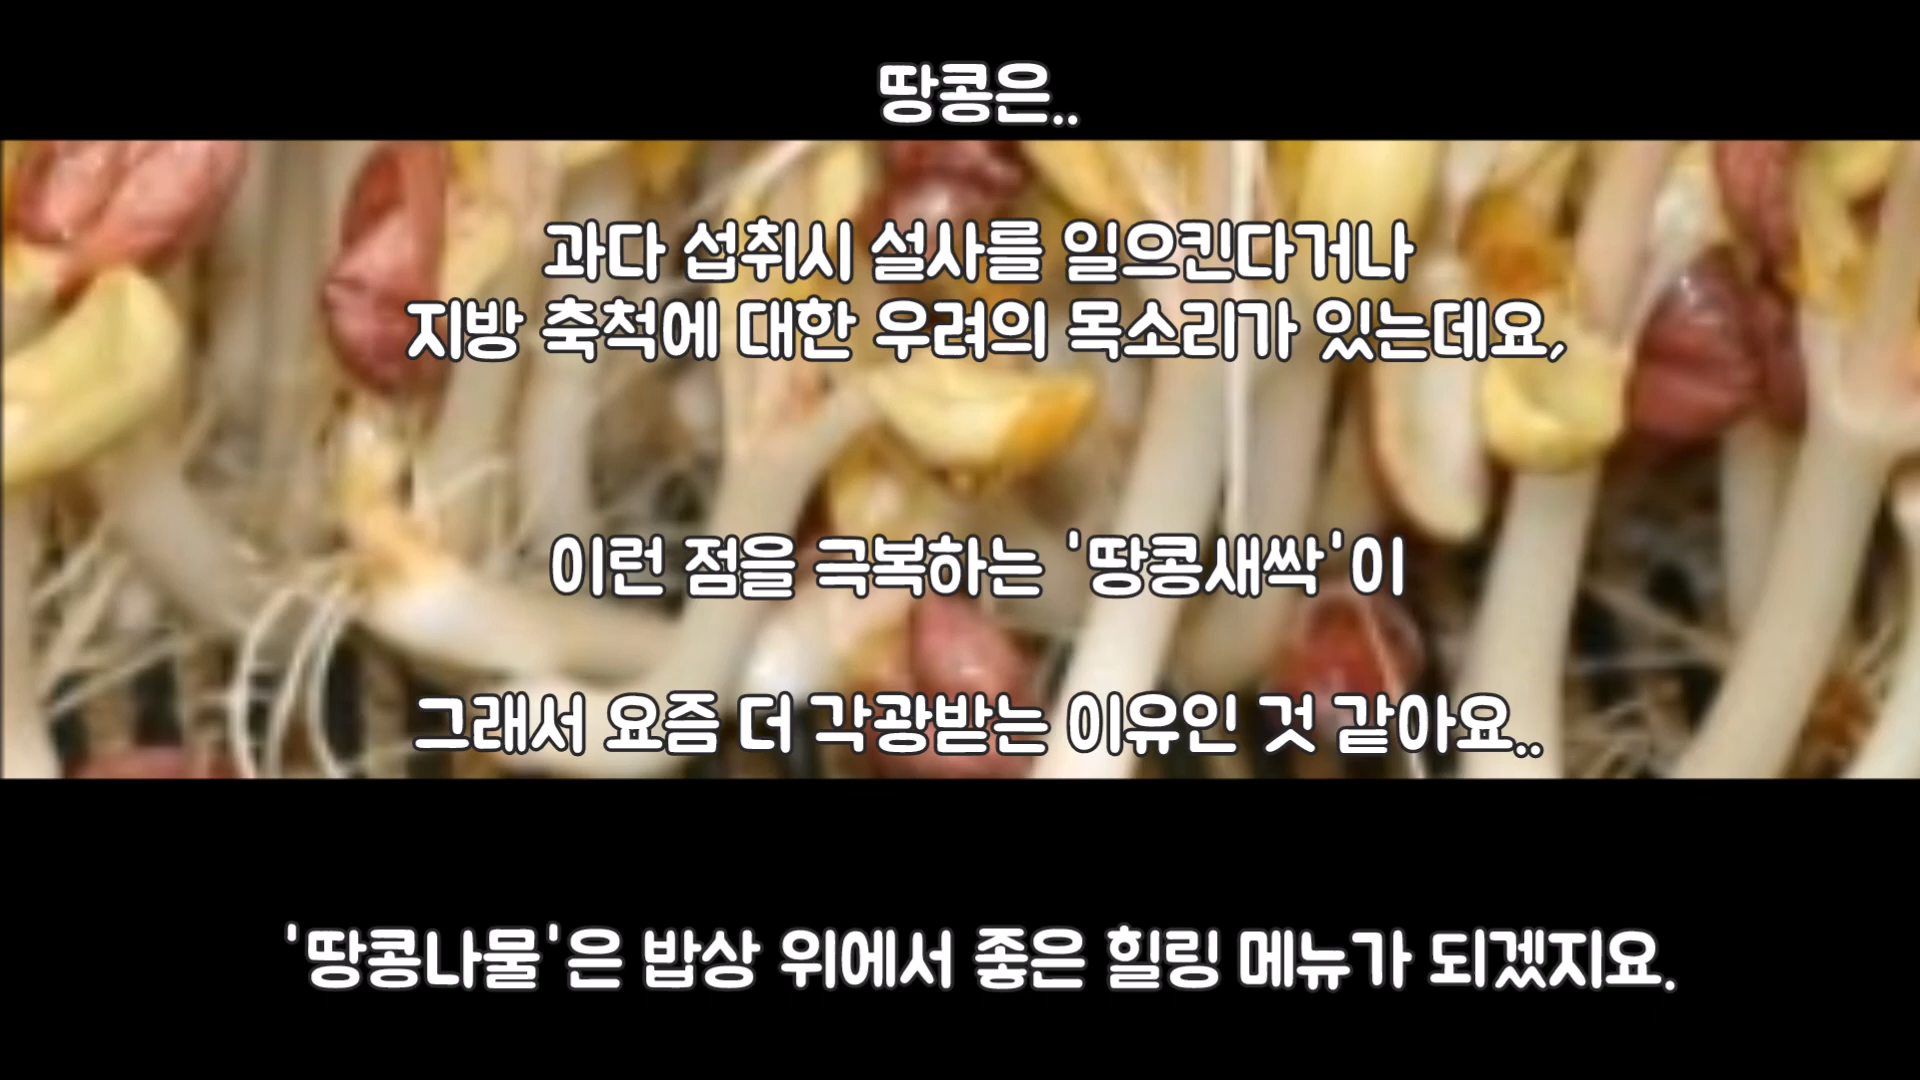 땅콩은..
과다 섭취시 설사를 일으킨다거나
지방 축척에 대한 우려의 목소리가 있는데요,
이런 점을 극복하는 '땅콩새싹'이
그래서 요즘 더 각광받는 이유인 것 같아요..
'땅콩나물'은 밥상 위에서 좋은 힐링 메뉴가 되겠지요.